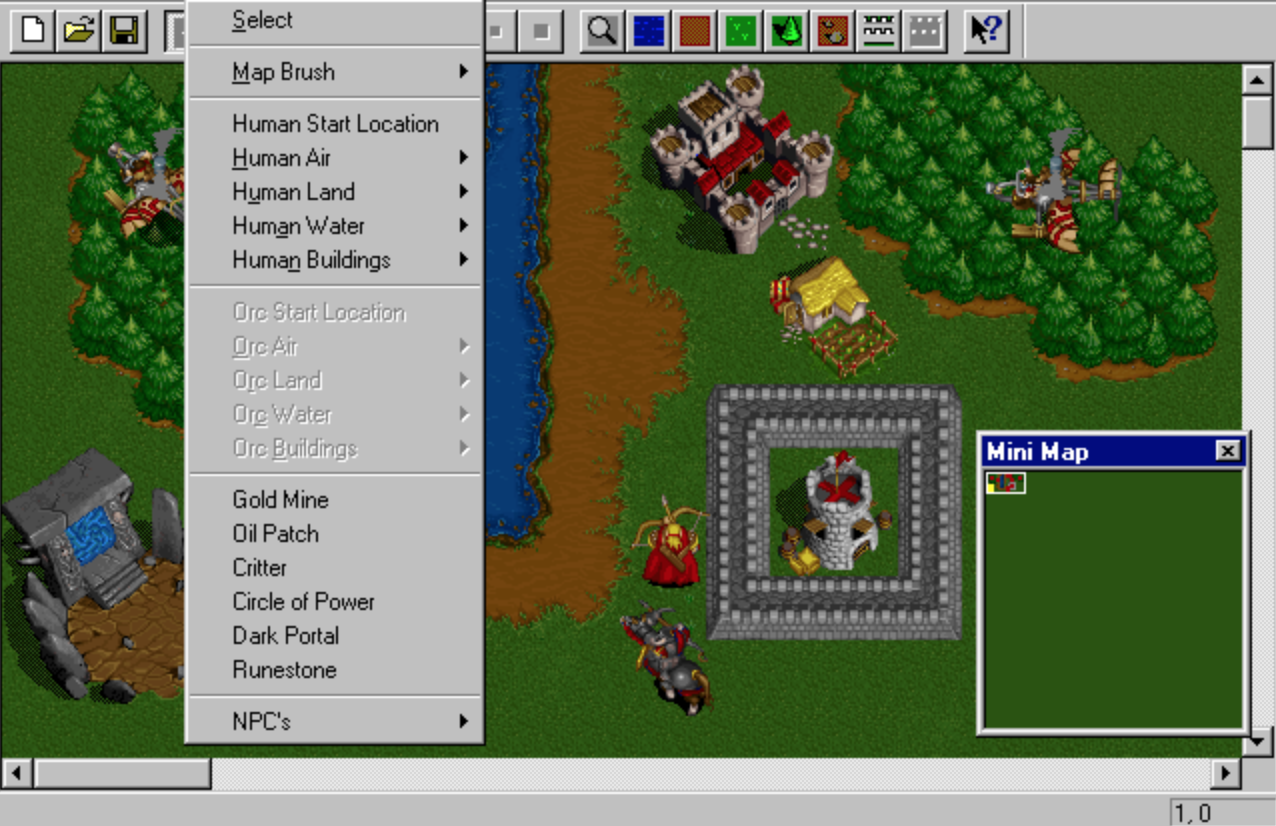 Select
Map Brush
Human Start Location
Human Air
Human Land
Human Water
Human Buildings
Orc Start Location
Orc Air
Orc Land
Orc Water
Orc Buildings
Gold Mine
Oil Patch
Critter
Circle of Power
Dark Portal
Runestone
NPC's
Mini Map
1, 0